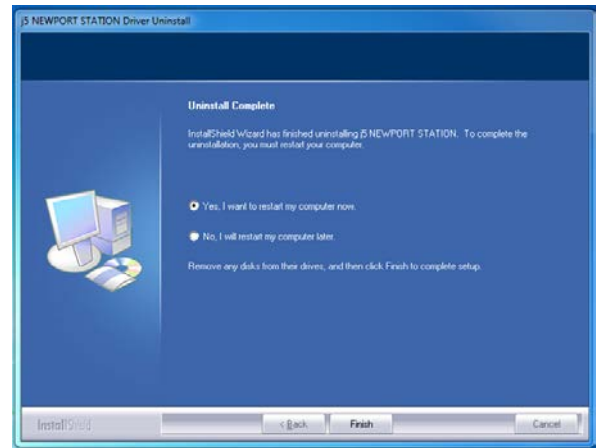 j5 NEWPORT STATION Driver Uninstall
Uninstall Complete
InstallShield Wizard has finished uninstalling j5 NEWPORT STATION.  To complete the
uninstallation, you must restart your computer.
Yes, I want to restart my computer now.
No, I will restart my computer later.
Remove any disks from their drives, and then click Finish to complete setup.
InstallShield
< Back
Finish
Cancel